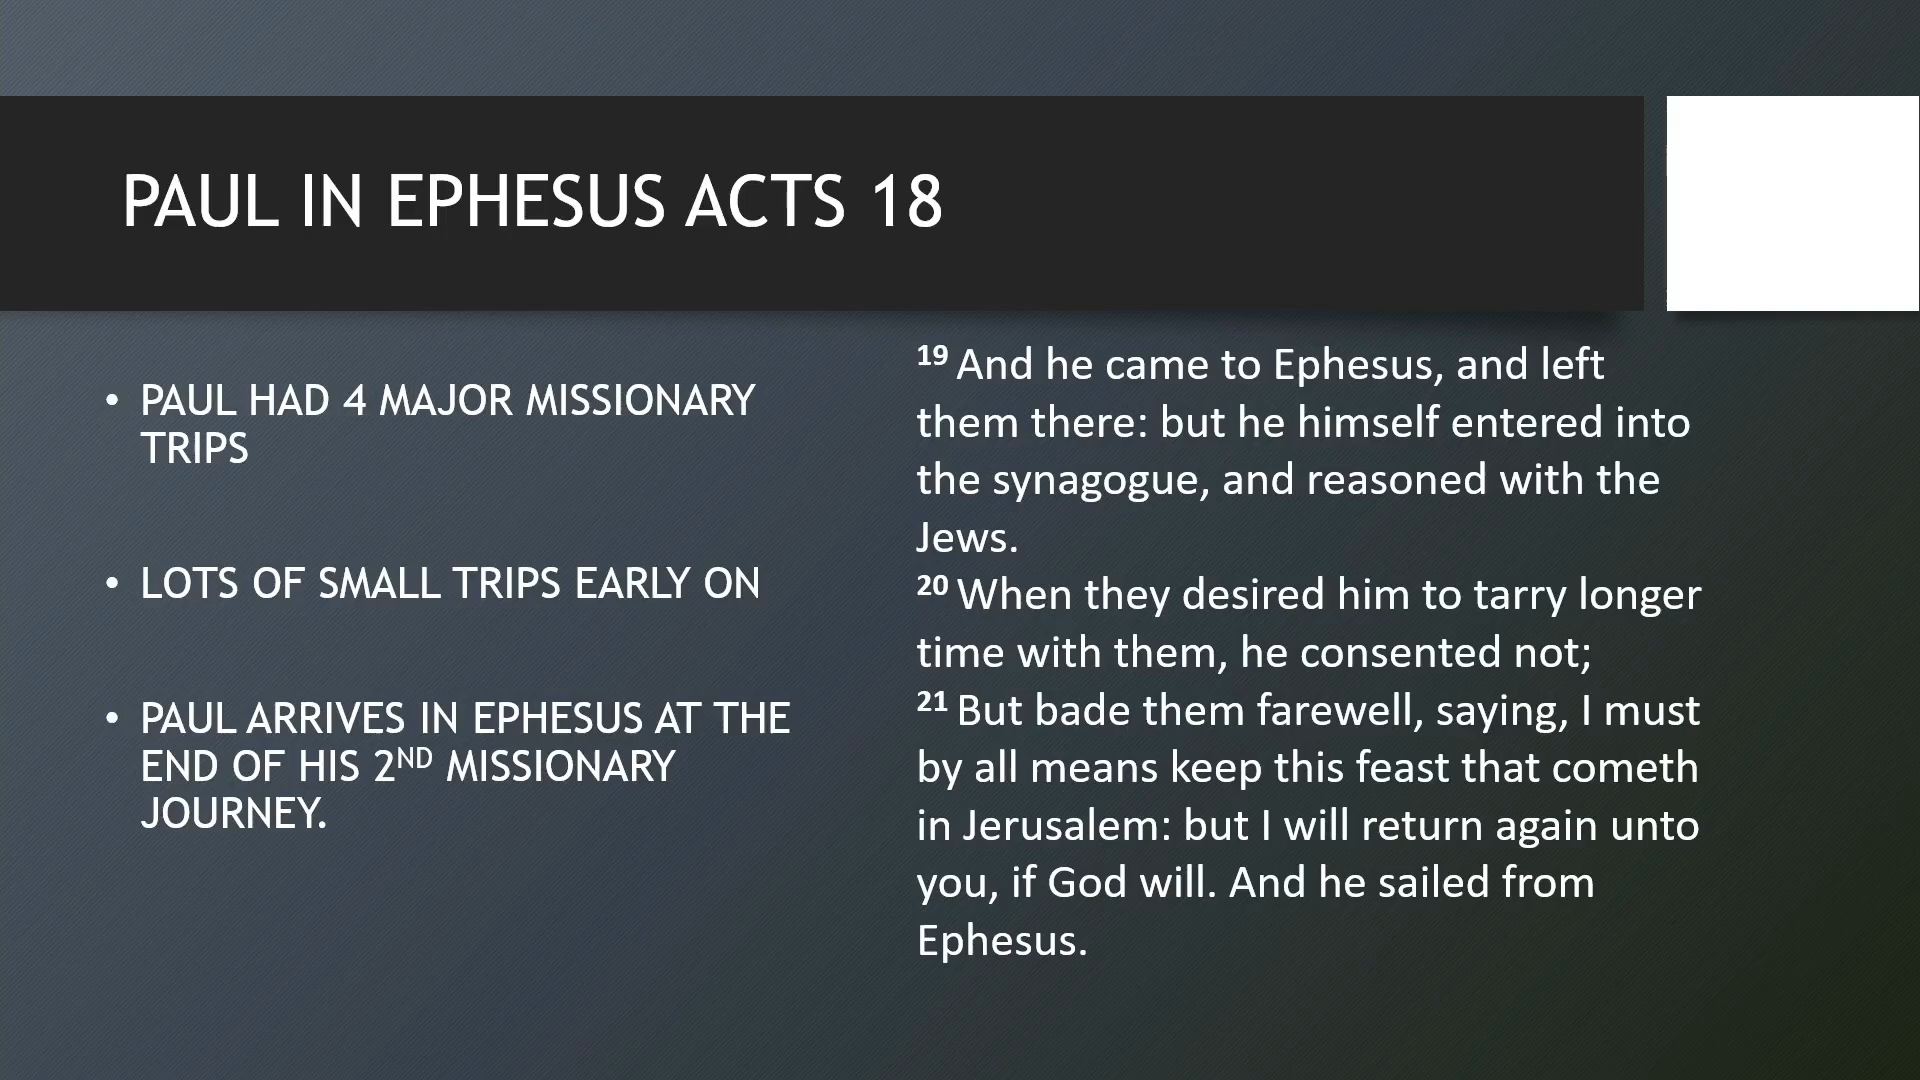 PAUL IN EPHESUS ACTS 18
• PAUL HAD 4 MAJOR MISSIONARY
TRIPS
• LOTS OF SMALL TRIPS EARLY ON
• PAUL ARRIVES IN EPHESUS AT THE
END OF HIS 2ND MISSIONARY
JOURNEY.
19 And he came to Ephesus, and left
them there: but he himself entered into
the synagogue, and reasoned with the
Jews.
20 When they desired him to tarry longer
time with them, he consented not;
21 But bade them farewell, saying, I must
by all means keep this feast that cometh
in Jerusalem: but I will return again unto
you, if God will. And he sailed from
Ephesus.